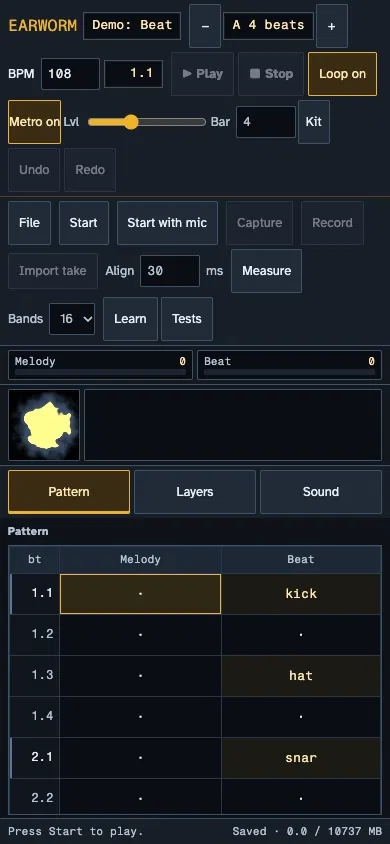 EARWORM Demo: Beat – A 4 beats +
BPM 108 1.1 ▶ Play ■ Stop Loop on
Metro on Lvl Bar 4 Kit
Undo Redo
File Start Start with mic Capture Record
Import take Align 30 ms Measure
Bands 16 Learn Tests
Melody 0 Beat 0
Pattern Layers Sound
Pattern
bt Melody Beat
1.1 · kick
1.2 · ·
1.3 · hat
1.4 · ·
2.1 · snar
2.2 · ·
Press Start to play. Saved · 0.0 / 10737 MB